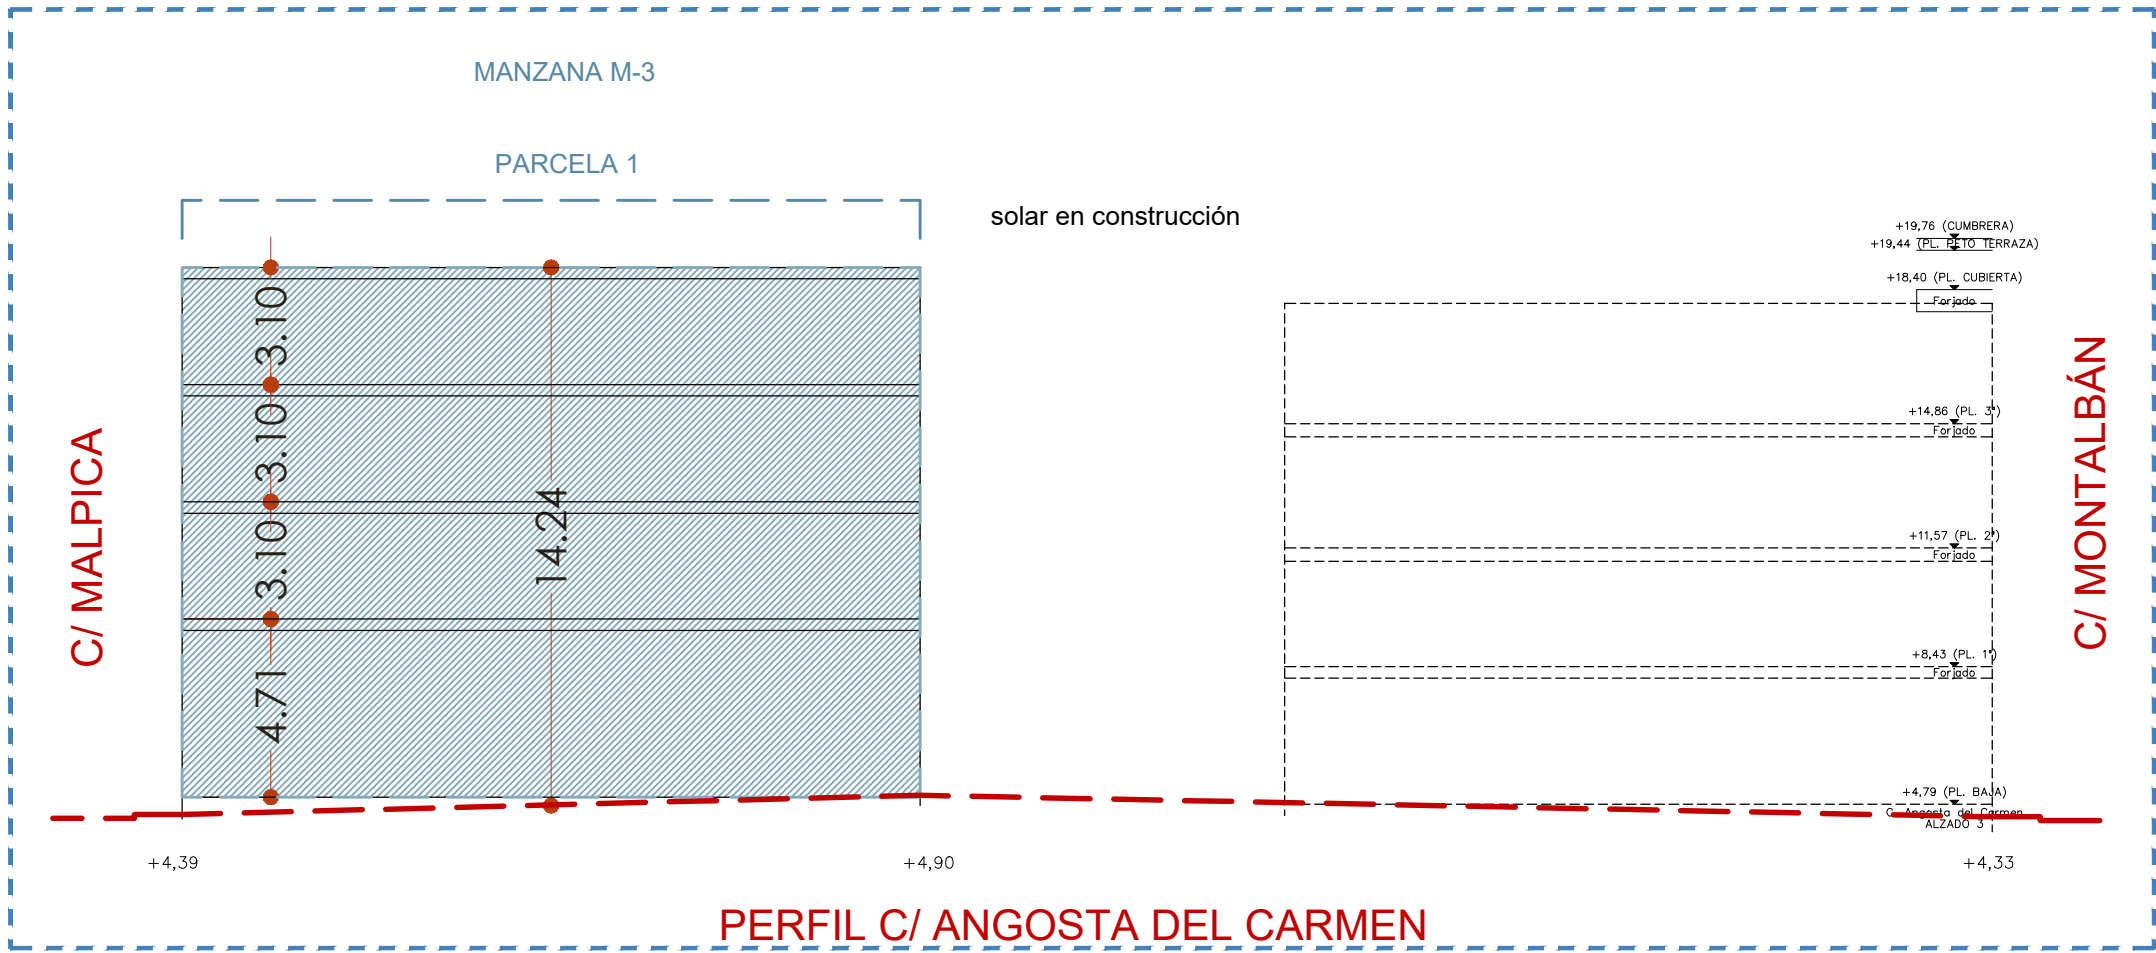 MANZANA M-3
PARCELA 1
solar en construcción
+19,76 (CUMBRERA)
+19,44 (PL. PETO TERRAZA)
+18,40 (PL. CUBIERTA)
Forjado
3.10
3.10
3.10
4.71
14.24
C/ MALPICA
C/ MONTALBÁN
+14,86 (PL. 3ª)
Forjado
+11,57 (PL. 2ª)
Forjado
+8,43 (PL. 1ª)
Forjado
+4,79 (PL. BAJA)
C. Angosta del Carmen
ALZADO 3
+4,39
+4,90
+4,33
PERFIL C/ ANGOSTA DEL CARMEN